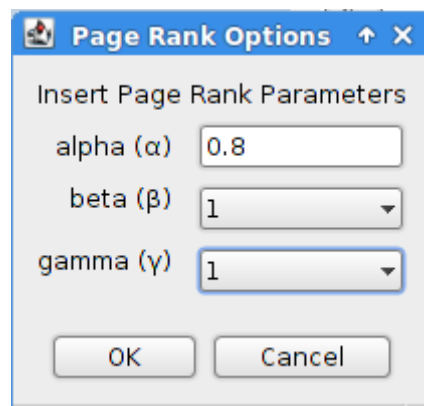 Page Rank Options
Insert Page Rank Parameters
alpha (α) 0.8
beta (β) 1
gamma (γ) 1
OK Cancel